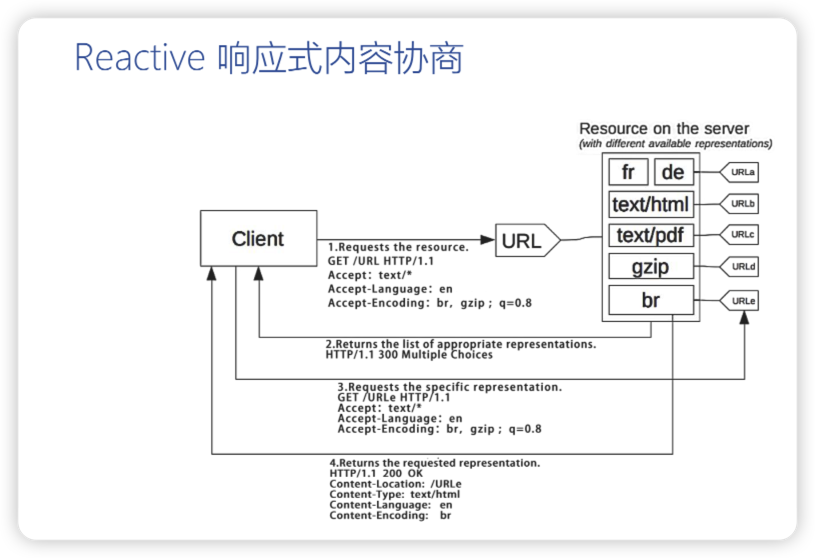 Reactive 响应式内容协商
Resource on the server
(with different available representations)
fr
de
URLa
text/html
URLb
text/pdf
URLc
gzip
URLd
br
URLe
Client
URL
1.Requests the resource.
GET /URL HTTP/1.1
Accept: text/*
Accept-Language: en
Accept-Encoding: br, gzip ; q=0.8
2.Returns the list of appropriate representations.
HTTP/1.1 300 Multiple Choices
3.Requests the specific representation.
GET /URLe HTTP/1.1
Accept: text/*
Accept-Language: en
Accept-Encoding: br, gzip ; q=0.8
4.Returns the requested representation.
HTTP/1.1 200 OK
Content-Location: /URLe
Content-Type: text/html
Content-Language: en
Content-Encoding: br